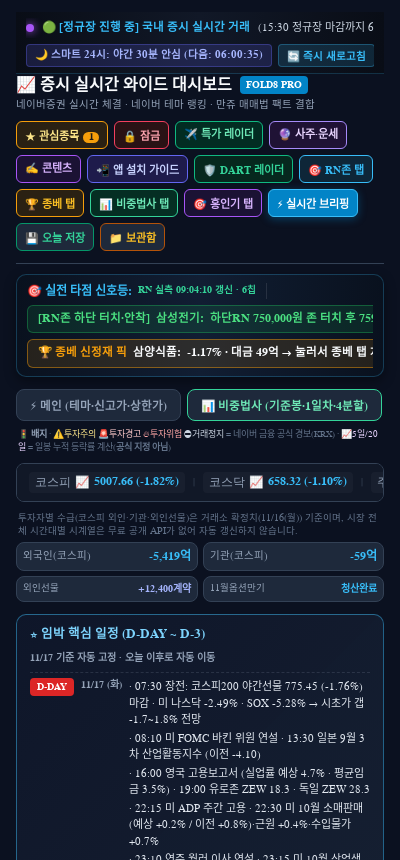 🟢 [정규장 진행 중] 국내 증시 실시간 거래 (15:30 정규장 마감까지 6
🌙 스마트 24시: 야간 30분 안심 (다음: 06:00:35) 🔄 즉시 새로고침
📈 증시 실시간 와이드 대시보드 FOLD8 PRO
네이버증권 실시간 체결 · 네이버 테마 랭킹 · 만쥬 매매법 팩트 결합
★ 관심종목 1 🔒 잠금 ✈️ 특가 레이더 🔮 사주·운세
✍️ 콘텐츠 📲 앱 설치 가이드 🛡️ DART 레이더 🎯 RN존 탭
🏆 종베 탭 📊 비중법사 탭 🎯 홍인기 탭 ⚡ 실시간 브리핑
💾 오늘 저장 📁 보관함
🎯 실전 타점 신호등: RN 실측 09:04:10 갱신 · 6칩
[RN존 하단 터치·안착] 삼성전기: 하단RN 750,000원 존 터치 후 759
🏆 종베 신정재 픽 삼양식품: -1.17% · 대금 49억 → 눌러서 종베 탭
⚡ 메인 (테마·신고가·상한가) 📊 비중법사 (기준봉·1일차·4분할)
🚦 배지 · ⚠️투자주의 🚨투자경고 ⛔투자위험 ⛔거래정지 = 네이버 금융 공식 경보(KRX) · 📈5일/20
일 = 일봉 누적 등락률 계산(공식 지정 아님)
코스피 📈 5007.66 (-1.82%) 코스닥 📈 658.32 (-1.10%)
투자자별 수급(코스피 외인·기관·외인선물)은 거래소 확정치(11/16(월)) 기준이며, 시장 전
체 시간대별 시계열은 무료 공개 API가 없어 자동 갱신하지 않습니다.
외국인(코스피) -5,419억 기관(코스피) -59억
외인선물 +12,400계약 11월옵션만기 청산완료
⭐ 임박 핵심 일정 (D-DAY ~ D-3)
11/17 기준 자동 고정 · 오늘 이후로 자동 이동
D-DAY 11/17 (화) · 07:30 장전: 코스피200 야간선물 775.45 (-1.76%)
마감 · 미 나스닥 -2.49% · SOX -5.28% → 시초가 갭
-1.7~1.8% 전망
· 08:10 미 FOMC 바킨 위원 · 13:30 일본 9월 3
차 산업활동지수 (이전 -4.10)
· 16:00 영국 고용보고서 (실업률 예상 4.7% · 평균임
금 3.5%) · 19:00 유로존 ZEW 18.3 · 독일 ZEW 28.3
· 22:15 미 ADP 주간 고용 · 22:30 미 10월 소매판매
(예상 +0.2% / 이전 +0.8%)·근원 +0.4%·수입물가
+0.7%